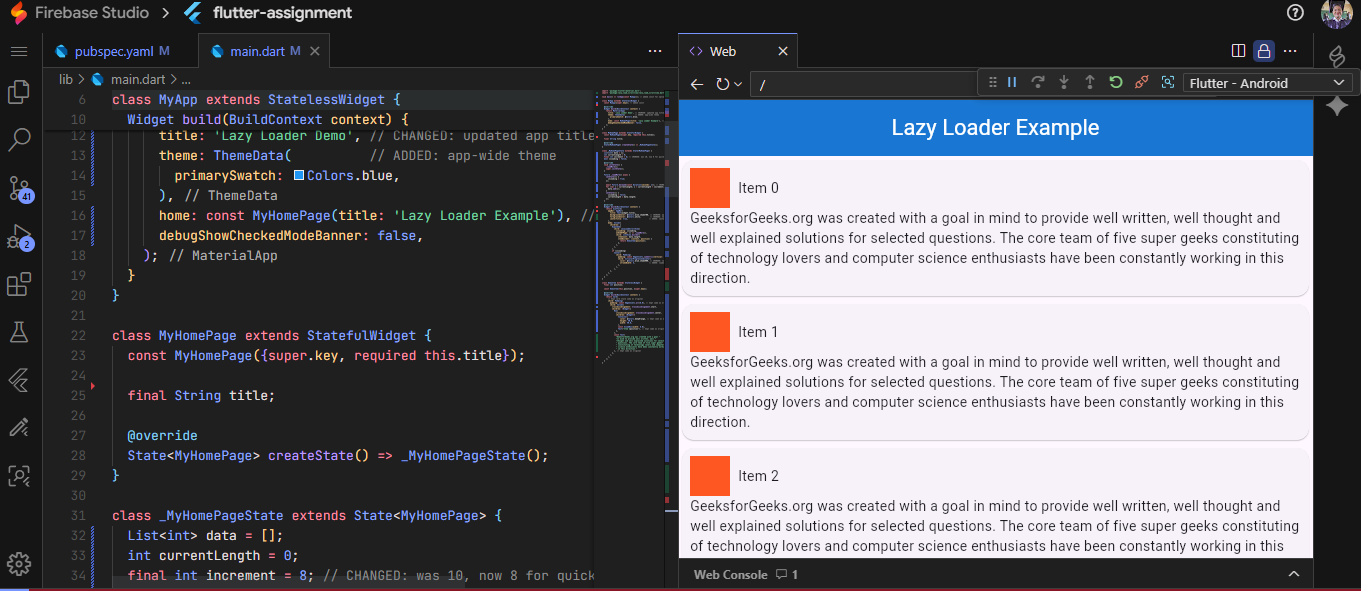 Firebase Studio > flutter-assignment
pubspec.yaml M
main.dart M
Web
lib > main.dart > ...
/
Flutter - Android
6 class MyApp extends StatelessWidget {
10 Widget build(BuildContext context) {
12 title: 'Lazy Loader Demo', // CHANGED: updated app title
13 theme: ThemeData( // ADDED: app-wide theme
14 primarySwatch: Colors.blue,
15 ), // ThemeData
16 home: const MyHomePage(title: 'Lazy Loader Example'), //
17 debugShowCheckedModeBanner: false,
18 ); // MaterialApp
19 }
20 }
21
22 class MyHomePage extends StatefulWidget {
23 const MyHomePage({super.key, required this.title});
24
25 final String title;
26
27 @override
28 State<MyHomePage> createState() => _MyHomePageState();
29 }
30
31 class _MyHomePageState extends State<MyHomePage> {
32 List<int> data = [];
33 int currentLength = 0;
34 final int increment = 8; // CHANGED: was 10, now 8 for quick
41
2
Lazy Loader Example
Item 0
GeeksforGeeks.org was created with a goal in mind to provide well written, well thought and
well explained solutions for selected questions. The core team of five super geeks constituting
of technology lovers and computer science enthusiasts have been constantly working in this
direction.
Item 1
GeeksforGeeks.org was created with a goal in mind to provide well written, well thought and
well explained solutions for selected questions. The core team of five super geeks constituting
of technology lovers and computer science enthusiasts have been constantly working in this
direction.
Item 2
GeeksforGeeks.org was created with a goal in mind to provide well written, well thought and
well explained solutions for selected questions. The core team of five super geeks constituting
of technology lovers and computer science enthusiasts have been constantly working in this
Web Console 1